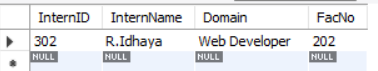 InternID InternName Domain FacNo
302 R.Idhaya Web Developer 202
NULL NULL NULL NULL